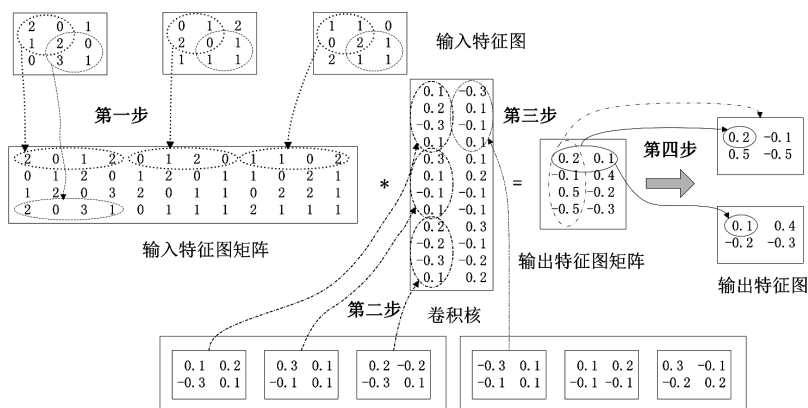 2 0 1
1 2 0
0 3 1
0 1 2
2 0 1
1 1 1
1 1 0
0 2 1
2 1 1
输入特征图
第一步
2 0 1 2 0 1 2 0 1 1 0 2
0 1 2 0 1 2 0 1 1 0 2 1
1 2 0 3 2 0 1 1 0 2 2 1
2 0 3 1 0 1 1 1 2 1 1 1
输入特征图矩阵
*
0.1 -0.3
0.2 0.1
-0.3 -0.1
0.1 0.1
0.3 0.1
0.1 0.2
-0.1 -0.1
0.1 -0.1
0.2 0.3
-0.2 -0.1
-0.3 -0.2
0.1 0.2
卷积核
第二步
第三步
=
0.2 0.1
-0.1 0.4
0.5 -0.2
-0.5 -0.3
输出特征图矩阵
第四步
0.2 -0.1
0.5 -0.5
0.1 0.4
-0.2 -0.3
输出特征图
0.1 0.2
-0.3 0.1
0.3 0.1
-0.1 0.1
0.2 -0.2
-0.3 0.1
-0.3 0.1
-0.1 0.1
0.1 0.2
-0.1 -0.1
0.3 -0.1
-0.2 0.2